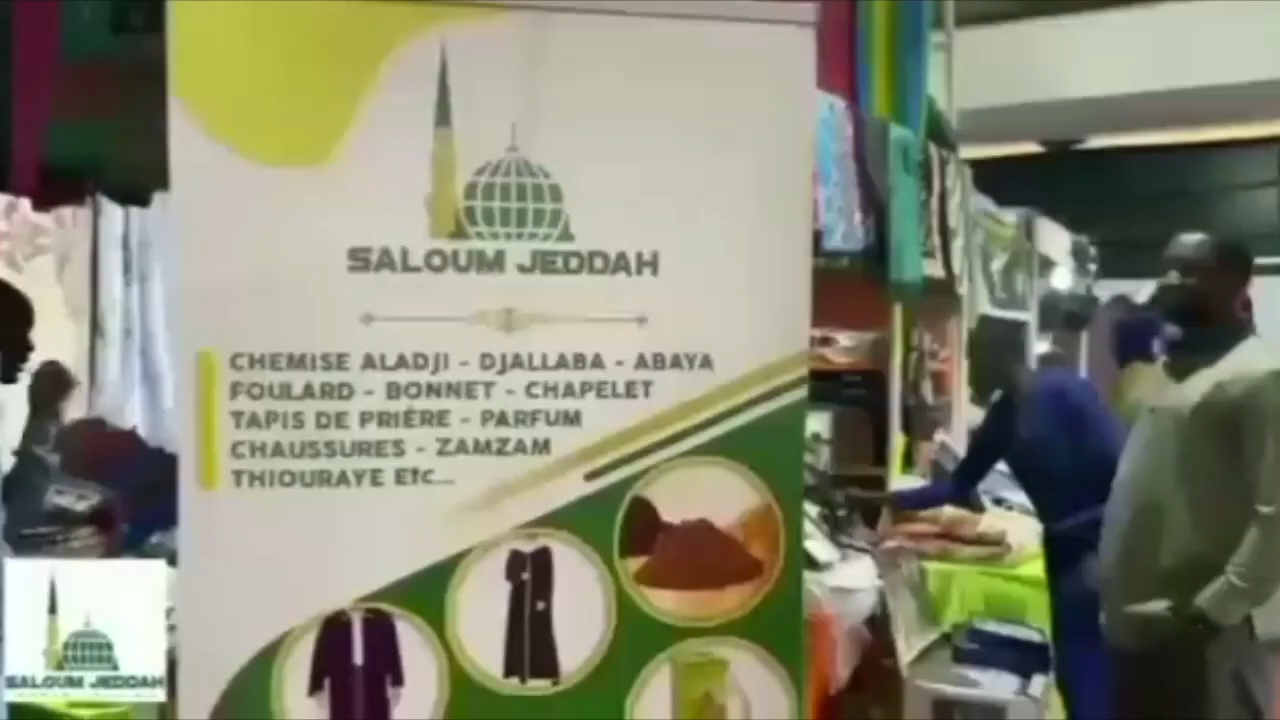 SALOUM JEDDAH
CHEMISE ALADJI - DJALLABA - ABAYA
FOULARD - BONNET - CHAPELET
TAPIS DE PRIÈRE - PARFUM
CHAUSSURES - ZAMZAM
THIOURAYE Etc...
SALOUM JEDDAH